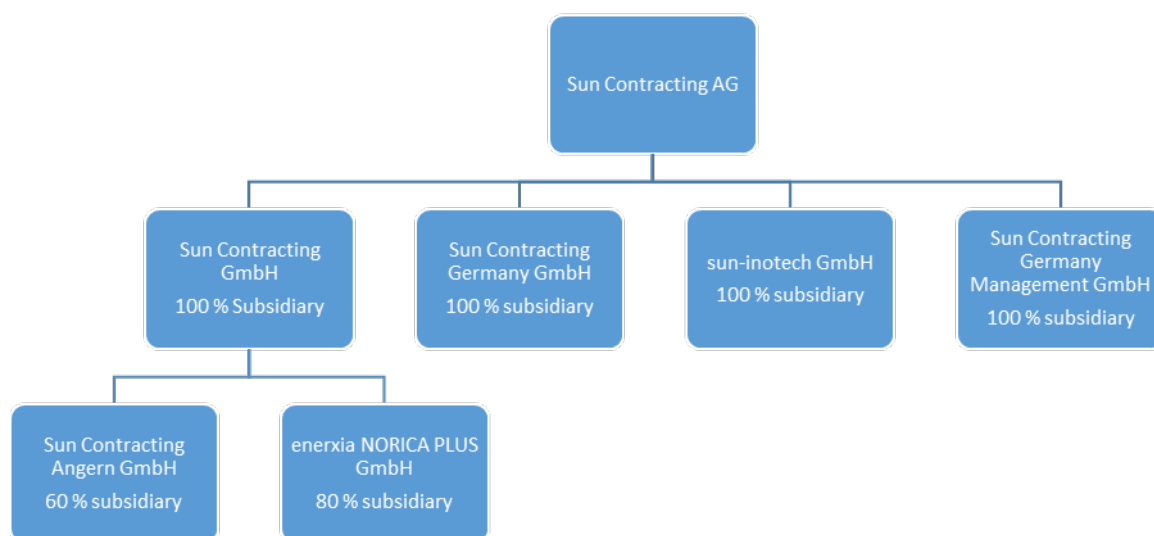 Sun Contracting AG
Sun Contracting
GmbH
100 % Subsidiary
Sun Contracting
Germany GmbH
100 % subsidiary
sun-inotech GmbH
100 % subsidiary
Sun Contracting
Germany
Management GmbH
100 % subsidiary
Sun Contracting
Angern GmbH
60 % subsidiary
enerxia NORICA PLUS
GmbH
80 % subsidiary